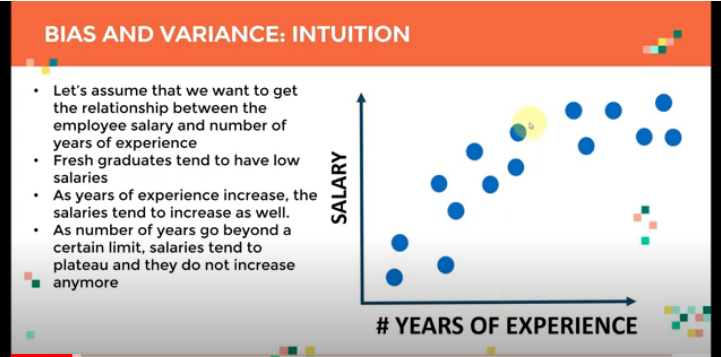 BIAS AND VARIANCE: INTUITION
• Let's assume that we want to get
the relationship between the
employee salary and number of
years of experience
• Fresh graduates tend to have low
salaries
• As years of experience increase, the
salaries tend to increase as well.
• As number of years go beyond a
certain limit, salaries tend to
plateau and they do not increase
anymore
SALARY
# YEARS OF EXPERIENCE